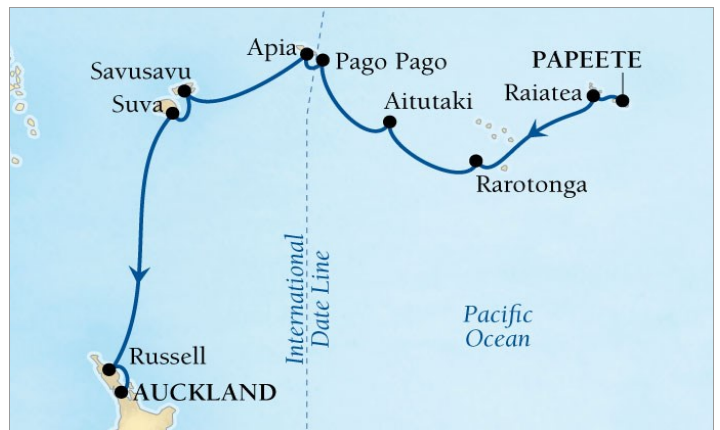 Apia
Pago Pago
PAPEETE
Savusavu
Raiatea
Suva
Aitutaki
Rarotonga
International
Date Line
Pacific
Ocean
Russell
AUCKLAND